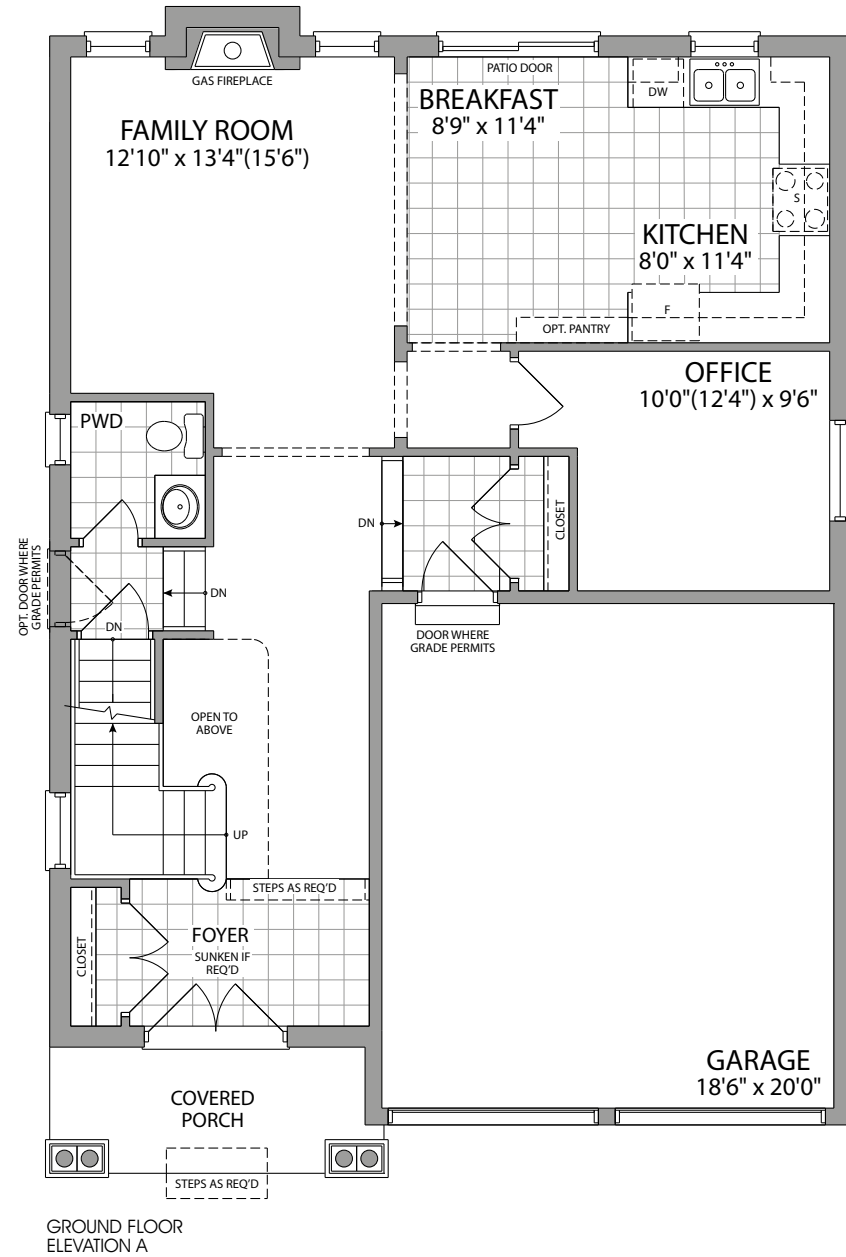 GAS FIREPLACE
PATIO DOOR
DW
BREAKFAST
8'9" x 11'4"
FAMILY ROOM
12'10" x 13'4"(15'6")
S
KITCHEN
8'0" x 11'4"
F
OPT. PANTRY
OFFICE
10'0"(12'4") x 9'6"
PWD
CLOSET
DN
OPT. DOOR WHERE
GRADE PERMITS
DN
DN
DOOR WHERE
GRADE PERMITS
OPEN TO
ABOVE
UP
STEPS AS REQ'D
FOYER
SUNKEN IF
REQ'D
CLOSET
GARAGE
18'6" x 20'0"
COVERED
PORCH
STEPS AS REQ'D
GROUND FLOOR
ELEVATION A